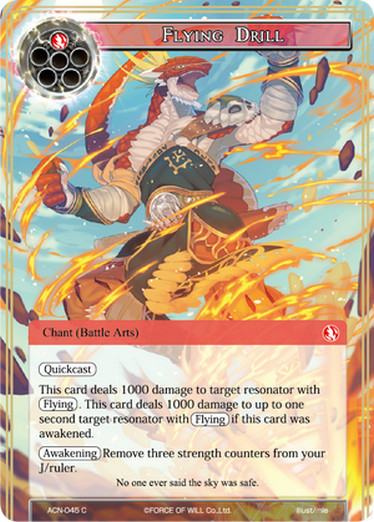 Flying Drill
Chant (Battle Arts)
Quickcast
This card deals 1000 damage to target resonator with
Flying. This card deals 1000 damage to up to one
second target resonator with Flying if this card was
awakened.
Awakening Remove three strength counters from your
J/ruler.
No one ever said the sky was safe.
ACN-045 C ©FORCE OF WILL Co.,Ltd. Illust/